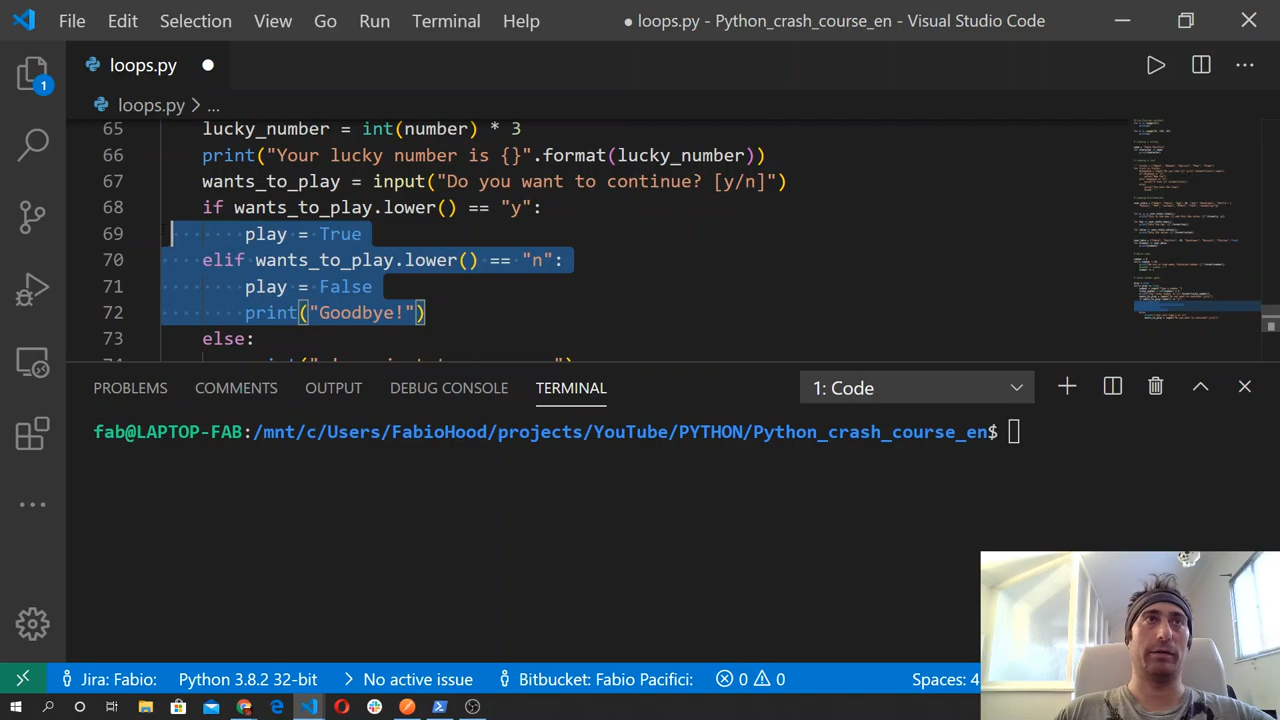 File Edit Selection View Go Run Terminal Help ● loops.py - Python_crash_course_en - Visual Studio Code
1
loops.py
loops.py > ...
65 lucky_number = int(number) * 3
66 print("Your lucky number is {}".format(lucky_number))
67 wants_to_play = input("Do you want to continue? [y/n]")
68 if wants_to_play.lower() == "y":
69 play = True
70 elif wants_to_play.lower() == "n":
71 play = False
72 print("Goodbye!")
73 else:
PROBLEMS COMMENTS OUTPUT DEBUG CONSOLE TERMINAL 1: Code
fab@LAPTOP-FAB:/mnt/c/Users/FabioHood/projects/YouTube/PYTHON/Python_crash_course_en$
Jira: Fabio: Python 3.8.2 32-bit No active issue Bitbucket: Fabio Pacifici: 0 0 Spaces: 4